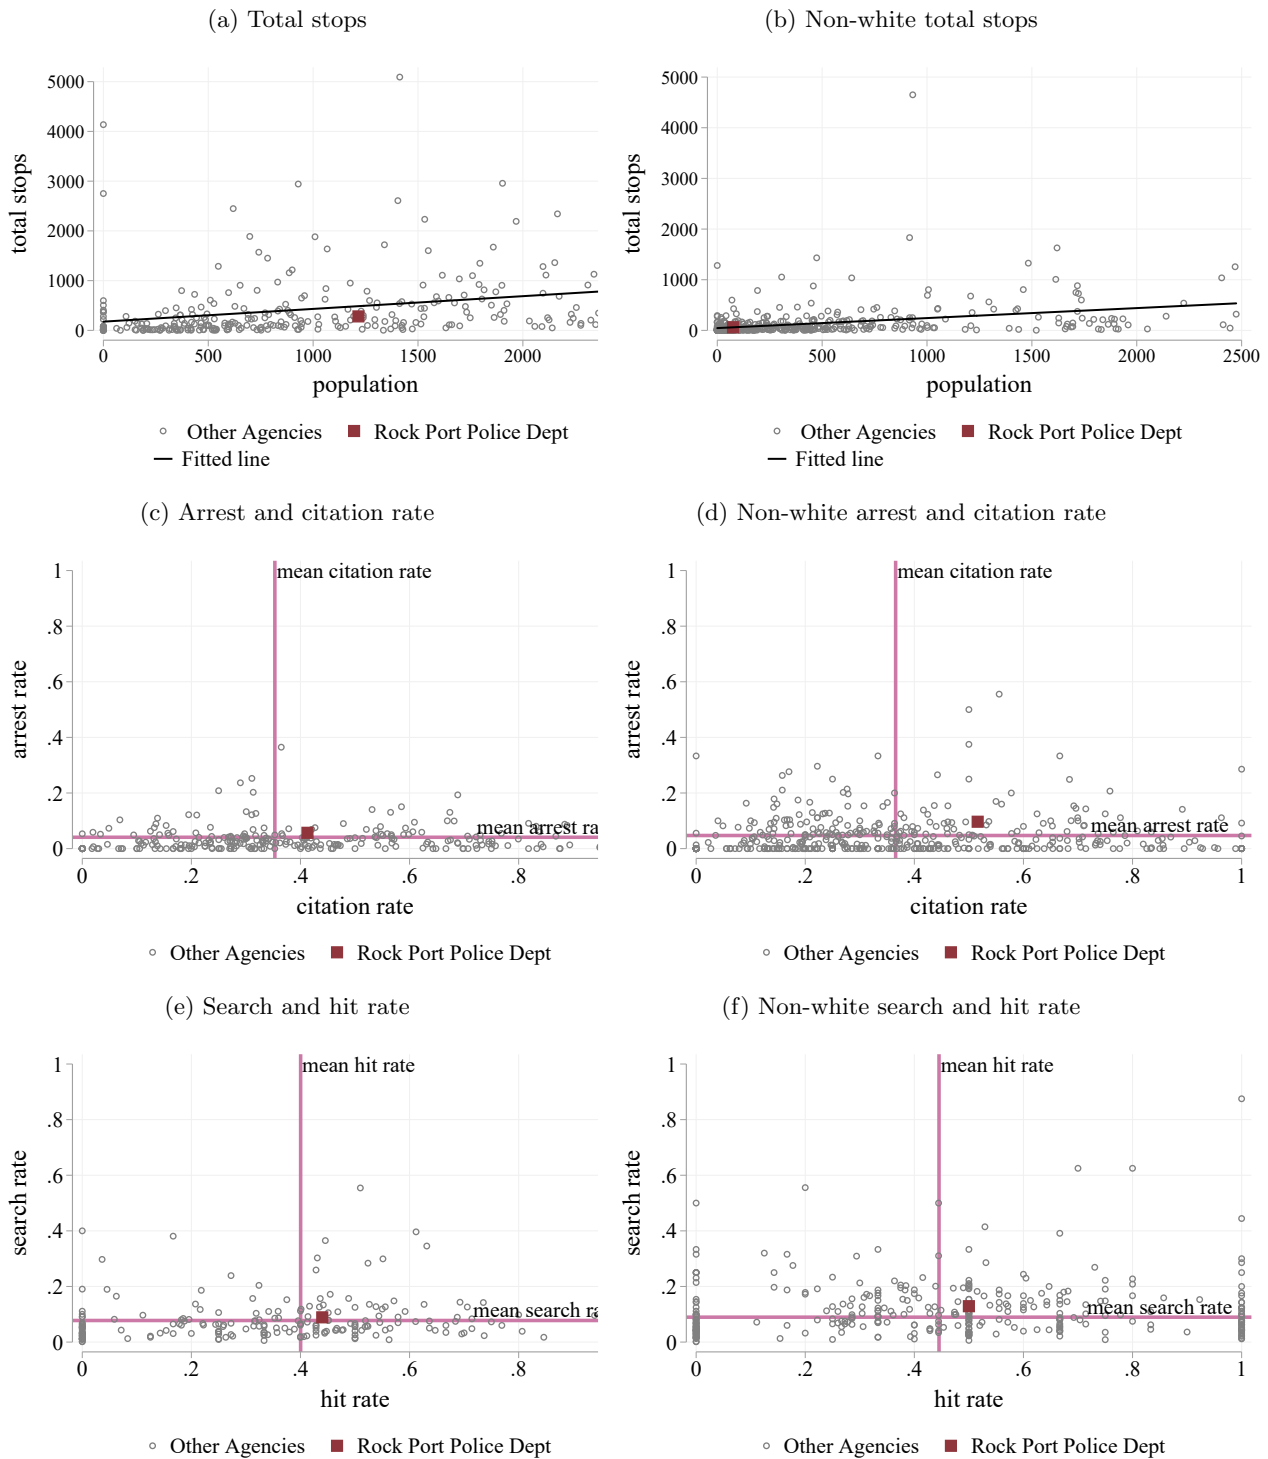 (a) Total stops
(b) Non-white total stops
total stops
5000
4000
3000
2000
1000
0
0 500 1000 1500 2000
population
Other Agencies Rock Port Police Dept
Fitted line
total stops
5000
4000
3000
2000
1000
0
0 500 1000 1500 2000 2500
population
Other Agencies Rock Port Police Dept
Fitted line
(c) Arrest and citation rate
(d) Non-white arrest and citation rate
arrest rate
1
.8
.6
.4
.2
0
mean citation rate
mean arrest ra
0 .2 .4 .6 .8
citation rate
Other Agencies Rock Port Police Dept
arrest rate
1
.8
.6
.4
.2
0
mean citation rate
mean arrest rate
0 .2 .4 .6 .8 1
citation rate
Other Agencies Rock Port Police Dept
(e) Search and hit rate
(f) Non-white search and hit rate
search rate
1
.8
.6
.4
.2
0
mean hit rate
mean search ra
0 .2 .4 .6 .8
hit rate
Other Agencies Rock Port Police Dept
search rate
1
.8
.6
.4
.2
0
mean hit rate
mean search rate
0 .2 .4 .6 .8 1
hit rate
Other Agencies Rock Port Police Dept